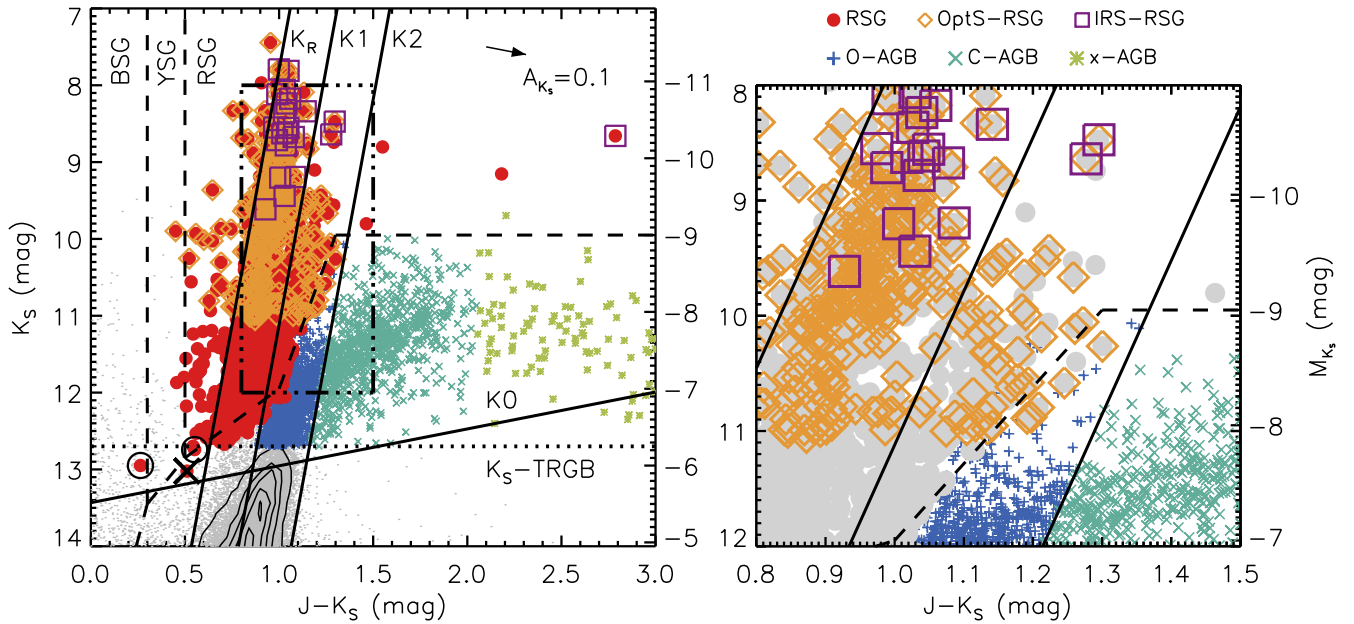 RSG OptS-RSG IRS-RSG
O-AGB C-AGB x-AGB
BSG YSG RSG K_R K1 K2
A_Ks=0.1
K0
K_S-TRGB
7
8
9
10
11
12
13
14
K_S (mag)
-11
-10
-9
-8
-7
-6
-5
0.0 0.5 1.0 1.5 2.0 2.5 3.0
J-K_S (mag)
8
9
10
11
12
-10
-9
-8
-7
M_Ks (mag)
0.8 0.9 1.0 1.1 1.2 1.3 1.4 1.5
J-K_S (mag)